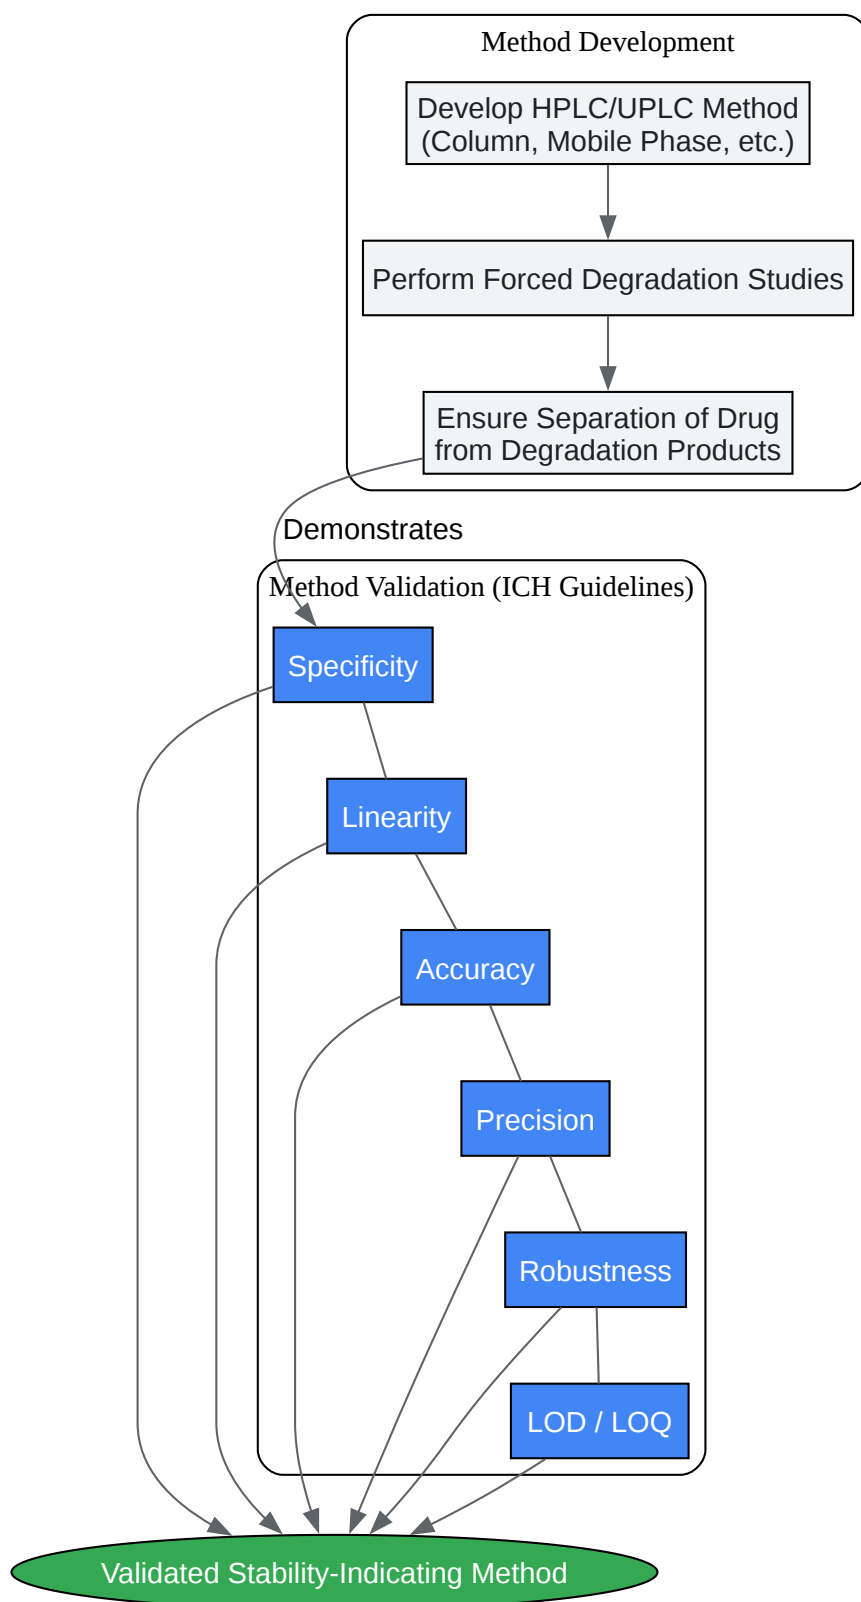 Method Development
Develop HPLC/UPLC Method
(Column, Mobile Phase, etc.)
Perform Forced Degradation Studies
Ensure Separation of Drug
from Degradation Products
Demonstrates
Method Validation (ICH Guidelines)
Specificity
Linearity
Accuracy
Precision
Robustness
LOD / LOQ
Validated Stability-Indicating Method